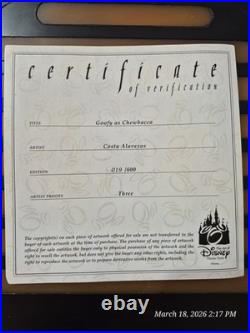 certificate
of verification
TITLE Goofy as Chewbacca
ARTIST Costa Alavezos
EDITION 019/1600
ARTIST PROOFS Three
The copyright(s) on each piece of artwork offered for sale are not transferred to the
buyer of such artwork at the time of purchase. The purchase of any piece of artwork
offered for sale entitles the buyer only to physical possession of the artwork and the
right to resell the artwork, but does not give the buyer any other rights, including the
right to reproduce the artwork or to prepare derivative works from the artwork.
The Art of
Disney
March 18, 2026 2:17 PM